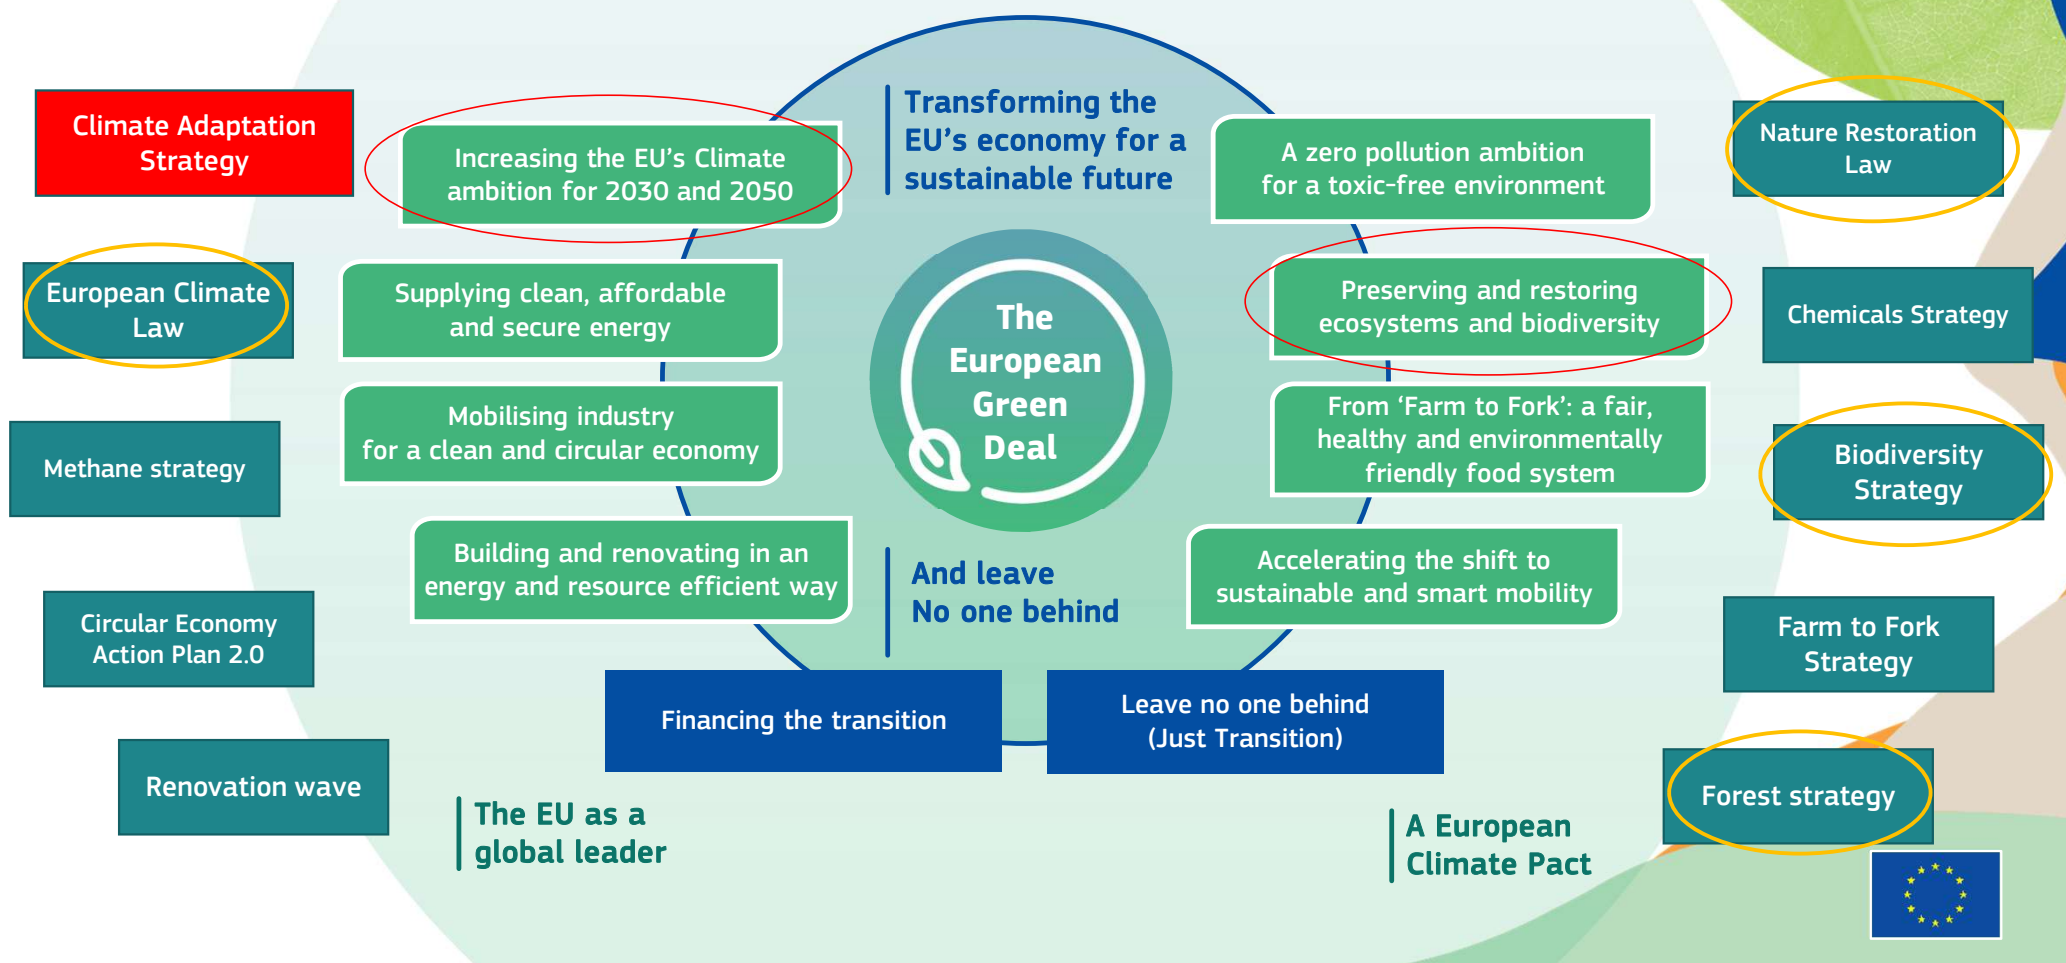 Climate Adaptation
Strategy
European Climate
Law
Methane strategy
Circular Economy
Action Plan 2.0
Renovation wave
Increasing the EU's Climate
ambition for 2030 and 2050
Supplying clean, affordable
and secure energy
Mobilising industry
for a clean and circular economy
Building and renovating in an
energy and resource efficient way
Transforming the
EU's economy for a
sustainable future
The
European
Green
Deal
And leave
No one behind
Financing the transition
Leave no one behind
(Just Transition)
The EU as a
global leader
A European
Climate Pact
A zero pollution ambition
for a toxic-free environment
Preserving and restoring
ecosystems and biodiversity
From ‘Farm to Fork’: a fair,
healthy and environmentally
friendly food system
Accelerating the shift to
sustainable and smart mobility
Nature Restoration
Law
Chemicals Strategy
Biodiversity
Strategy
Farm to Fork
Strategy
Forest strategy